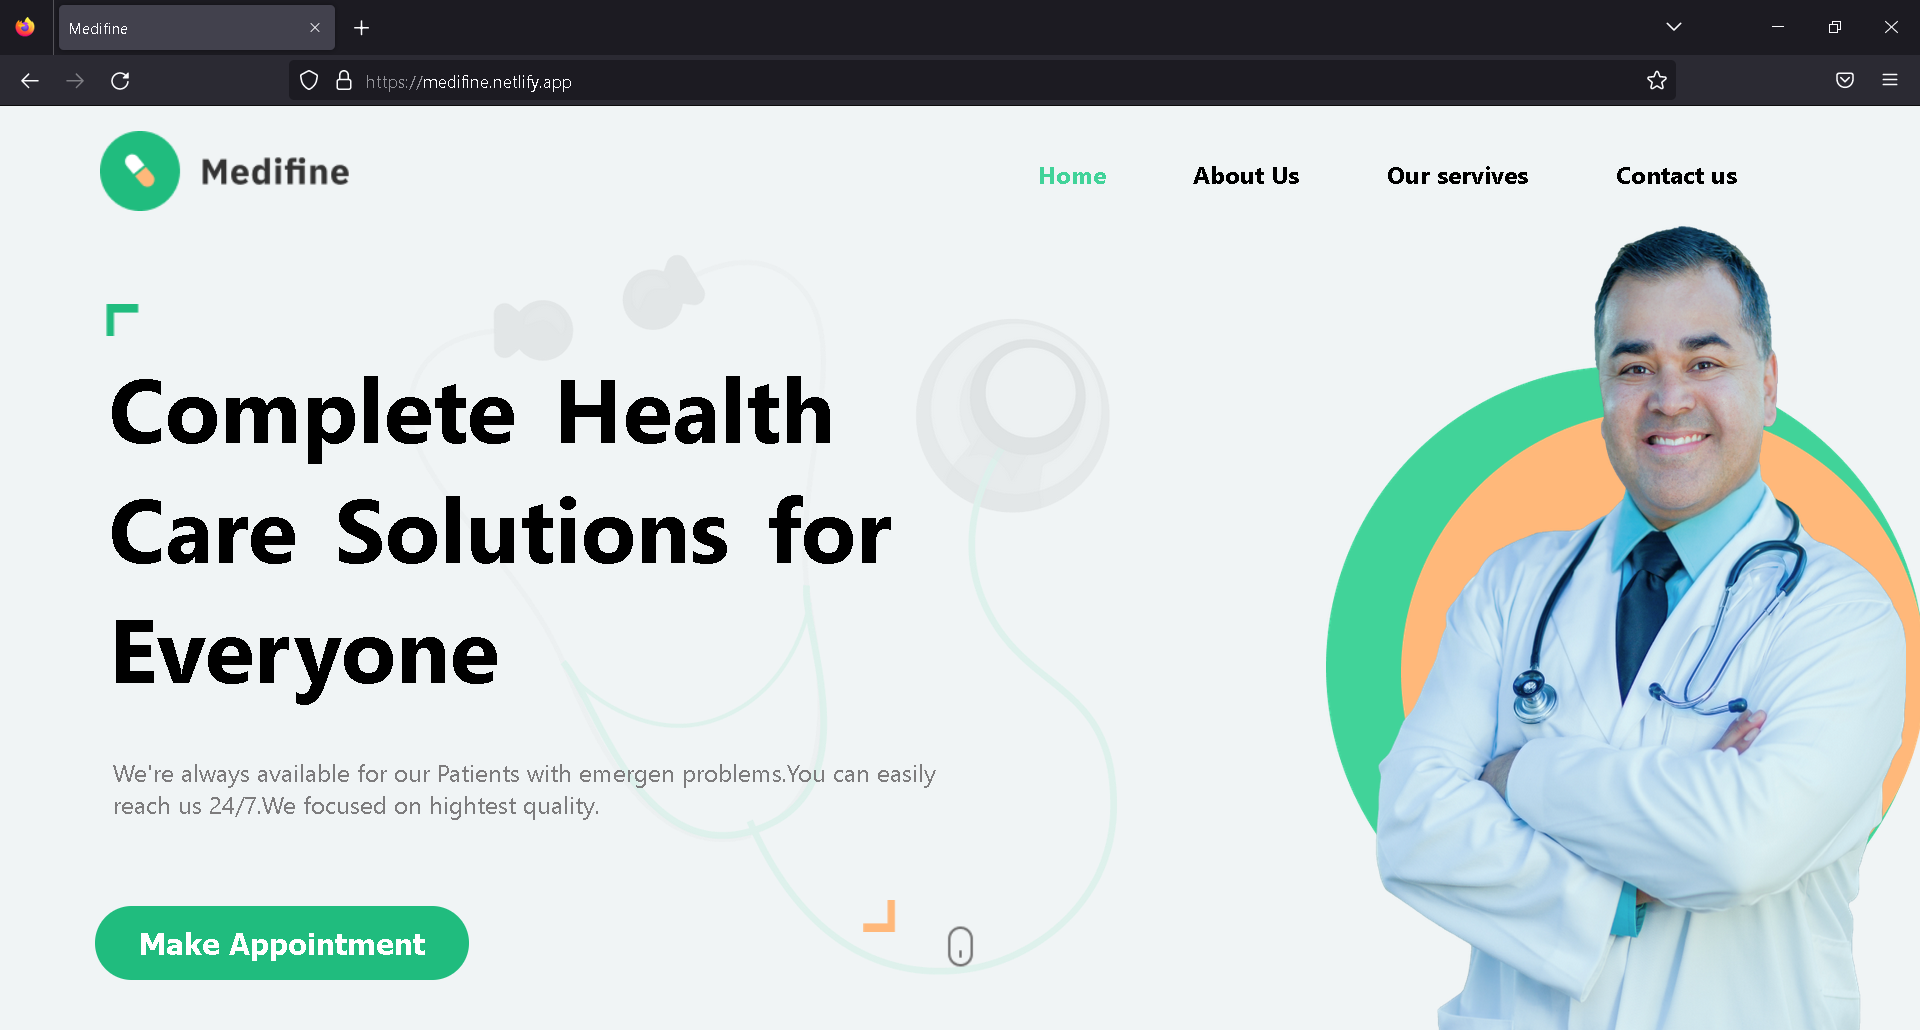 Medifine
https://medifine.netlify.app
Medifine
Home About Us Our servives Contact us
Complete Health
Care Solutions for
Everyone
We're always available for our Patients with emergen problems.You can easily
reach us 24/7.We focused on hightest quality.
Make Appointment